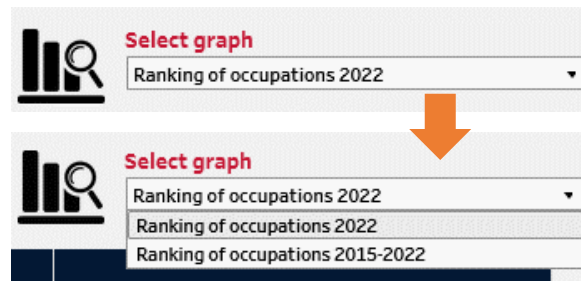 Select graph
Ranking of occupations 2022
Select graph
Ranking of occupations 2022
Ranking of occupations 2022
Ranking of occupations 2015-2022